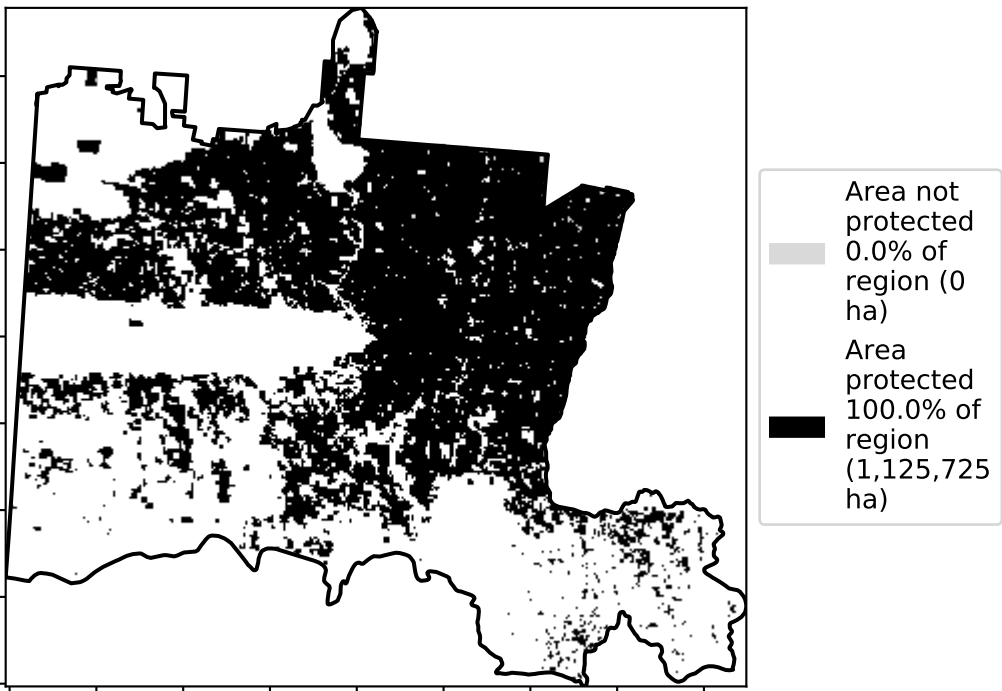 Area not
protected
0.0% of
region (0
ha)
Area
protected
100.0% of
region
(1,125,725
ha)